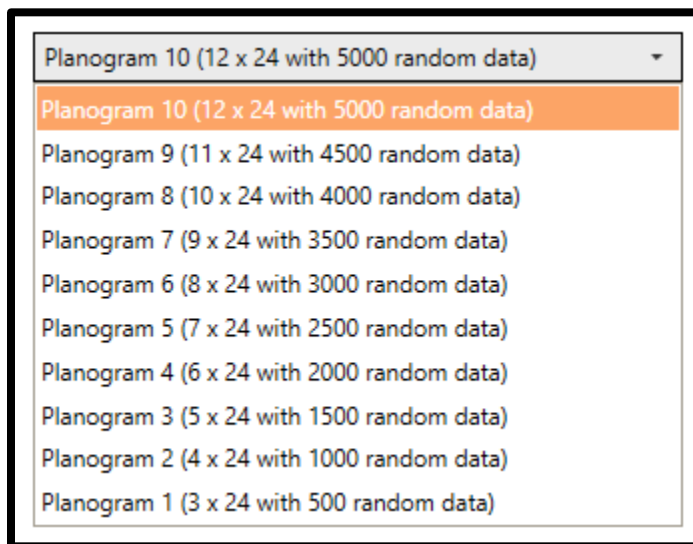 Planogram 10 (12 x 24 with 5000 random data)
Planogram 10 (12 x 24 with 5000 random data)
Planogram 9 (11 x 24 with 4500 random data)
Planogram 8 (10 x 24 with 4000 random data)
Planogram 7 (9 x 24 with 3500 random data)
Planogram 6 (8 x 24 with 3000 random data)
Planogram 5 (7 x 24 with 2500 random data)
Planogram 4 (6 x 24 with 2000 random data)
Planogram 3 (5 x 24 with 1500 random data)
Planogram 2 (4 x 24 with 1000 random data)
Planogram 1 (3 x 24 with 500 random data)